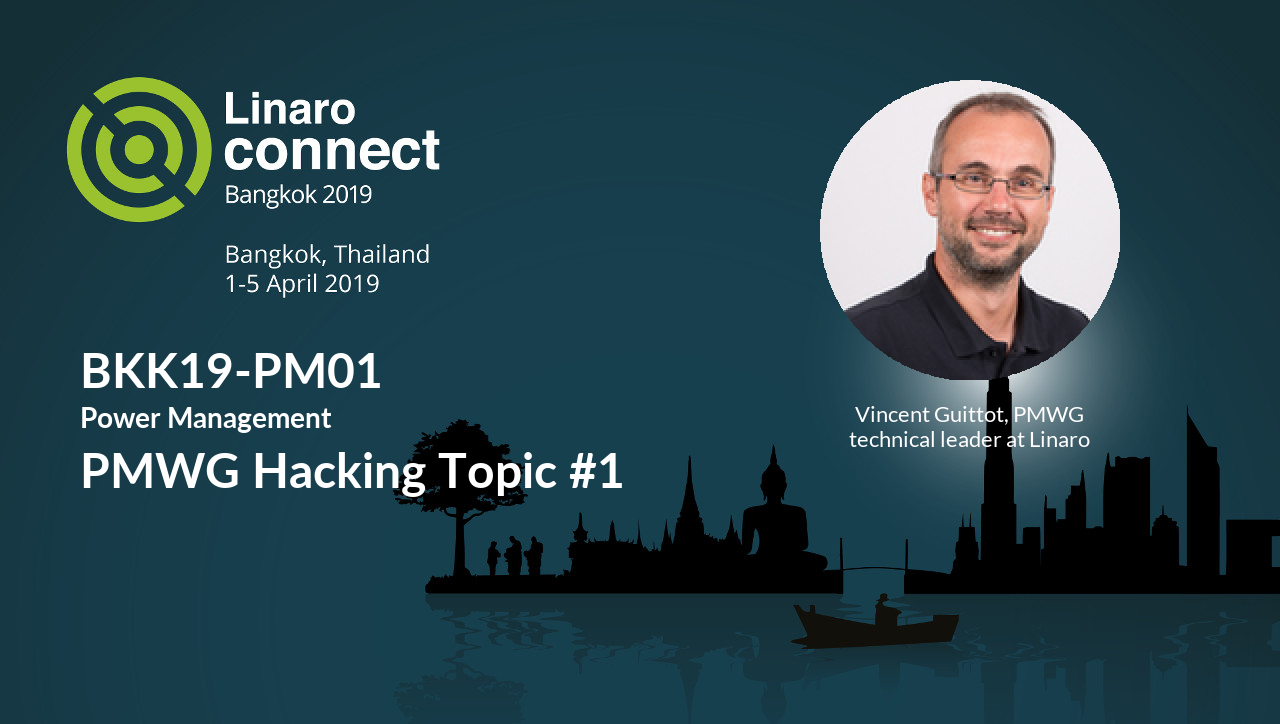 Linaro
connect
Bangkok 2019
Bangkok, Thailand
1-5 April 2019
BKK19-PM01
Power Management
PMWG Hacking Topic #1
Vincent Guittot, PMWG
technical leader at Linaro